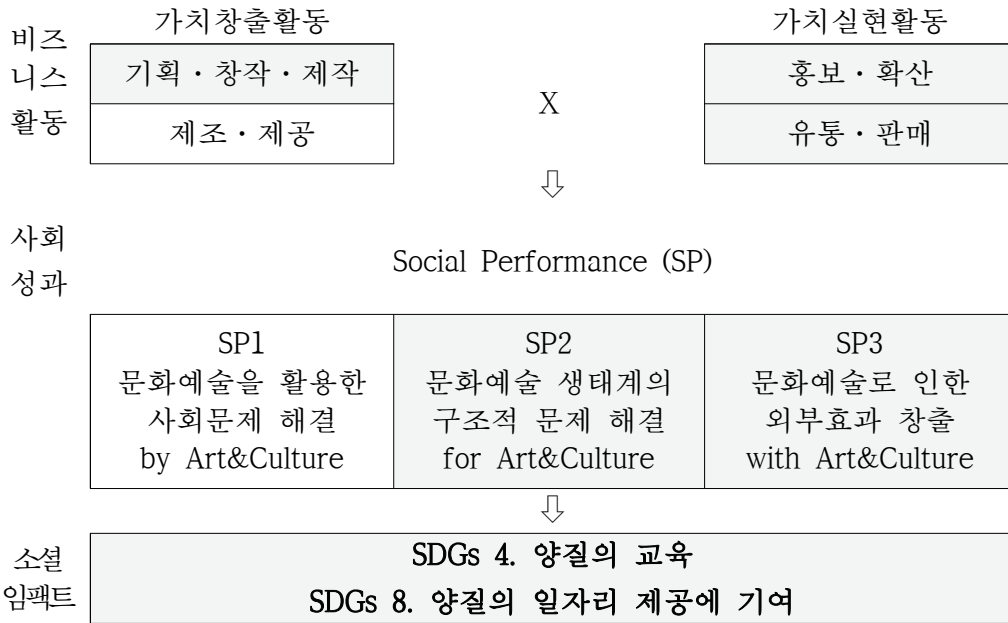 비즈
니스
활동
가치창출활동
기획・창작・제작
제조・제공
X
가치실현활동
홍보・확산
유통・판매
⇩
사회
성과
Social Performance (SP)
SP1
문화예술을 활용한
사회문제 해결
by Art&Culture
SP2
문화예술 생태계의
구조적 문제 해결
for Art&Culture
SP3
문화예술로 인한
외부효과 창출
with Art&Culture
⇩
소셜
임팩트
SDGs 4. 양질의 교육
SDGs 8. 양질의 일자리 제공에 기여